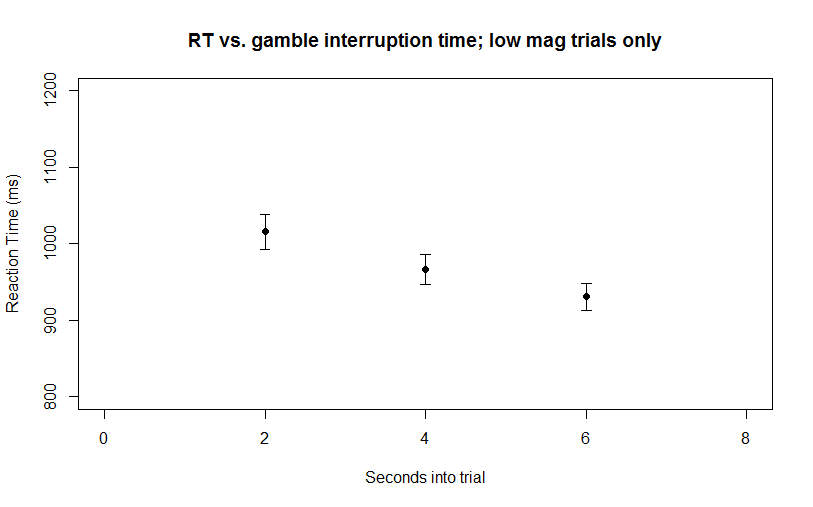 RT vs. gamble interruption time; low mag trials only
Reaction Time (ms)
1200
1100
1000
900
800
0 2 4 6 8
Seconds into trial